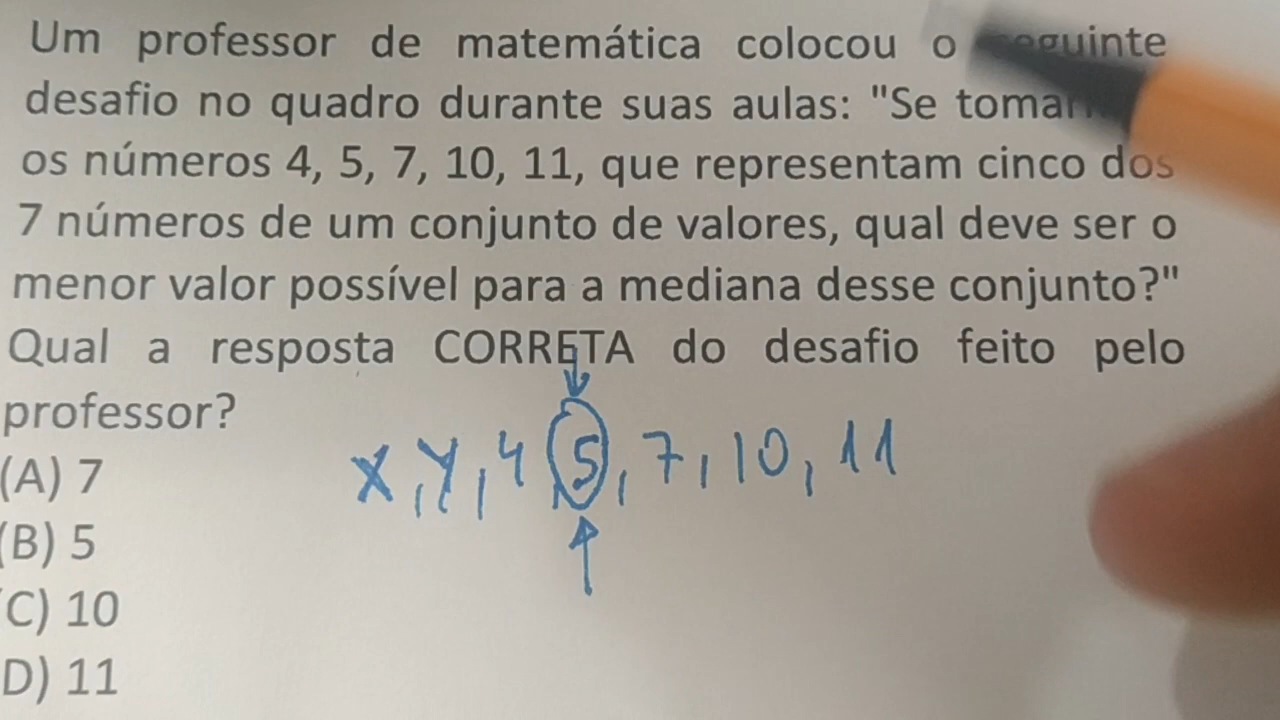 Um professor de matemática colocou o
desafio no quadro durante suas aulas: "Se
os números 4, 5, 7, 10, 11, que representam cinco dos
7 números de um conjunto de valores, qual deve ser o
menor valor possível para a mediana desse conjunto?"
Qual a resposta CORRETA do desafio feito pelo
professor?
X, Y, 4, 5, 7, 10, 11
(A) 7
(B) 5
C) 10
D) 11